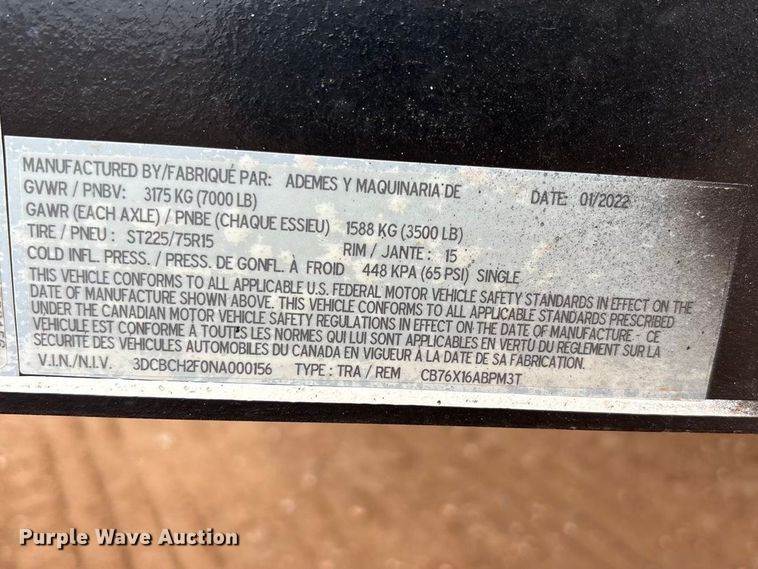 MANUFACTURED BY/FABRIQUÉ PAR: ADEMES Y MAQUINARIA DE DATE: 01/2022
GVWR / PNBV: 3175 KG (7000 LB)
GAWR (EACH AXLE) / PNBE (CHAQUE ESSIEU) 1588 KG (3500 LB)
TIRE / PNEU : ST225/75R15 RIM / JANTE : 15
COLD INFL. PRESS. / PRESS. DE GONFL. À FROID 448 KPA (65 PSI) SINGLE
THIS VEHICLE CONFORMS TO ALL APPLICABLE U.S. FEDERAL MOTOR VEHICLE SAFETY STANDARDS IN EFFECT ON THE
DATE OF MANUFACTURE SHOWN ABOVE. THIS VEHICLE CONFORMS TO ALL APPLICABLE STANDARDS PRESCRIBED
UNDER THE CANADIAN MOTOR VEHICLE SAFETY REGULATIONS IN EFFECT ON THE DATE OF MANUFACTURE - CE
VÉHICULE EST CONFORME À TOUTES LES NORMES QUI LUI SONT APPLICABLES EN VERTU DU RÈGLEMENT SUR LA
SÉCURITÉ DES VÉHICULES AUTOMOBILES DU CANADA EN VIGUEUR À LA DATE DE SA FABRICATION.
V.I.N./N.I.V. 3DCBCH2F0NA000156 TYPE : TRA / REM CB76X16ABPM3T
Purple Wave Auction